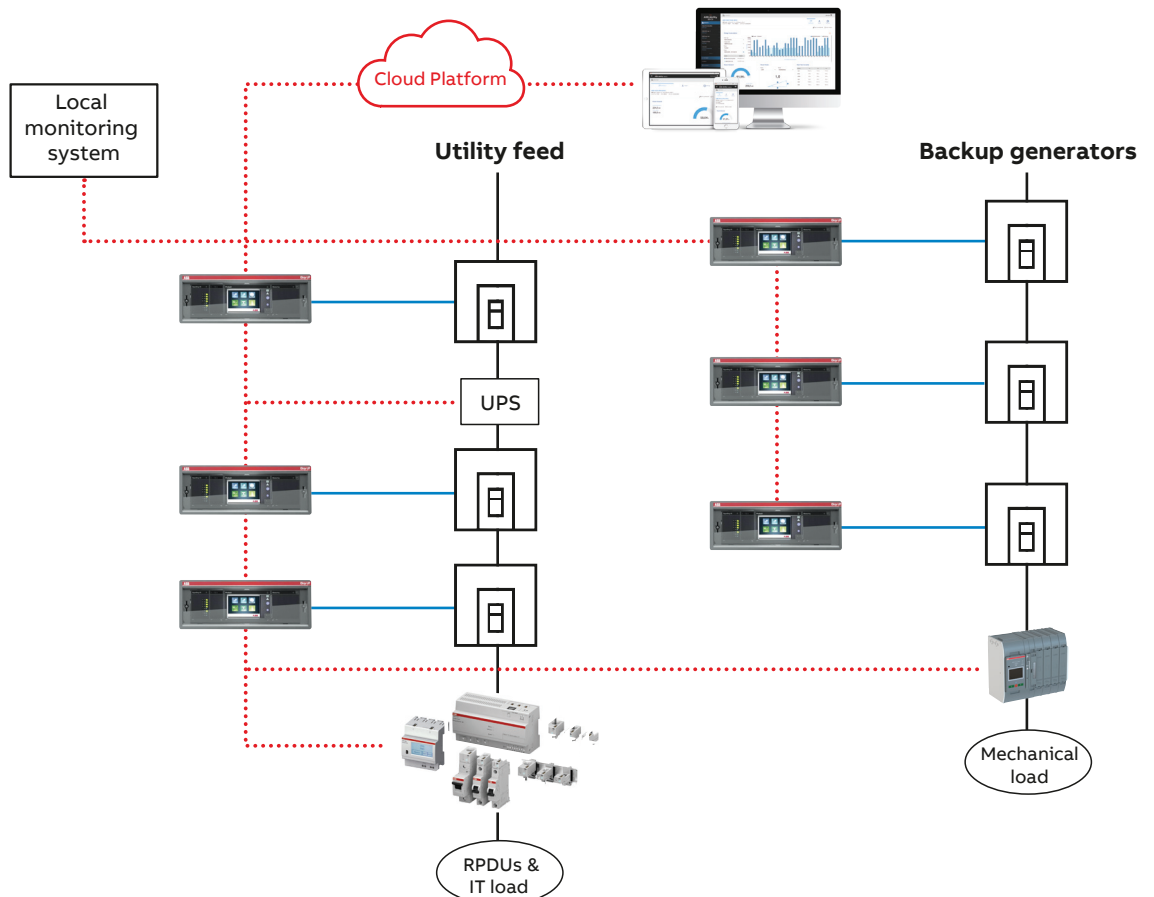 Cloud Platform
Local
monitoring
system
Utility feed
Backup generators
UPS
Mechanical
load
RPDUs &
IT load